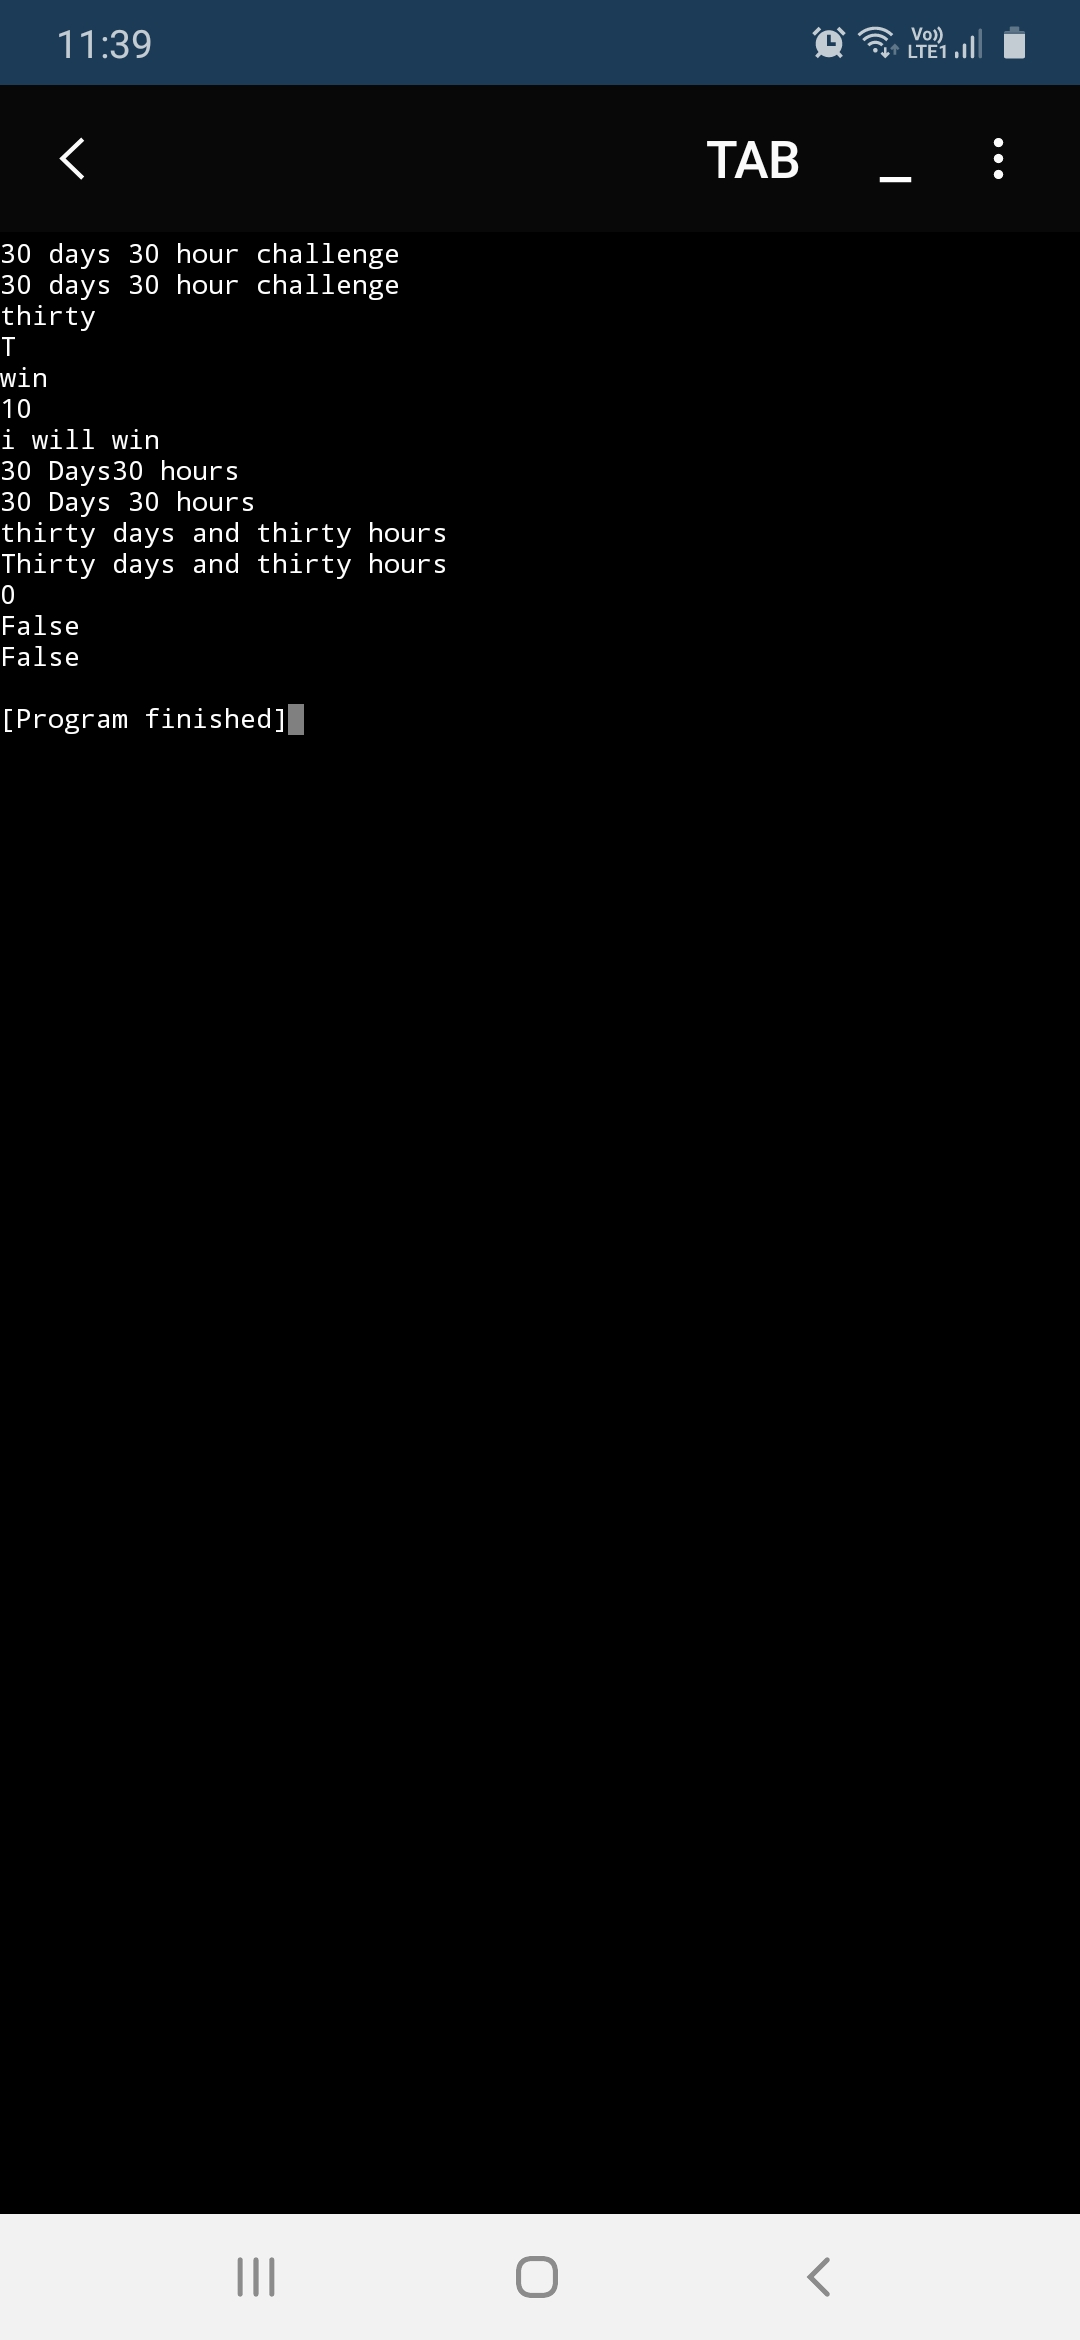 11:39
Vo))
LTE1
TAB
_
30 days 30 hour challenge
30 days 30 hour challenge
thirty
T
win
10
i will win
30 Days30 hours
30 Days 30 hours
thirty days and thirty hours
Thirty days and thirty hours
0
False
False
[Program finished]